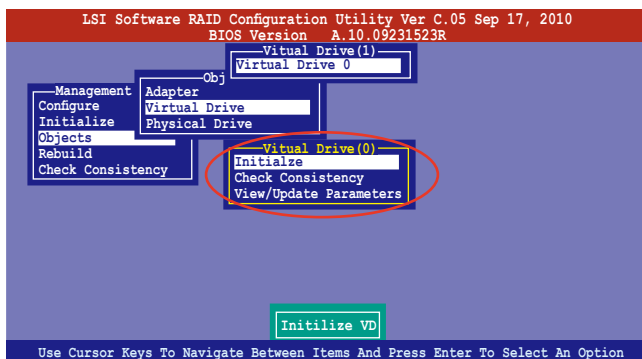 LSI Software RAID Configuration Utility Ver C.05 Sep 17, 2010
BIOS Version A.10.09231523R
Vitual Drive(1)
Virtual Drive 0
Obj
Adapter
Virtual Drive
Physical Drive
Management
Configure
Initialize
Objects
Rebuild
Check Consistency
Vitual Drive(0)
Initialze
Check Consistency
View/Update Parameters
Initilize VD
Use Cursor Keys To Navigate Between Items And Press Enter To Select An Option